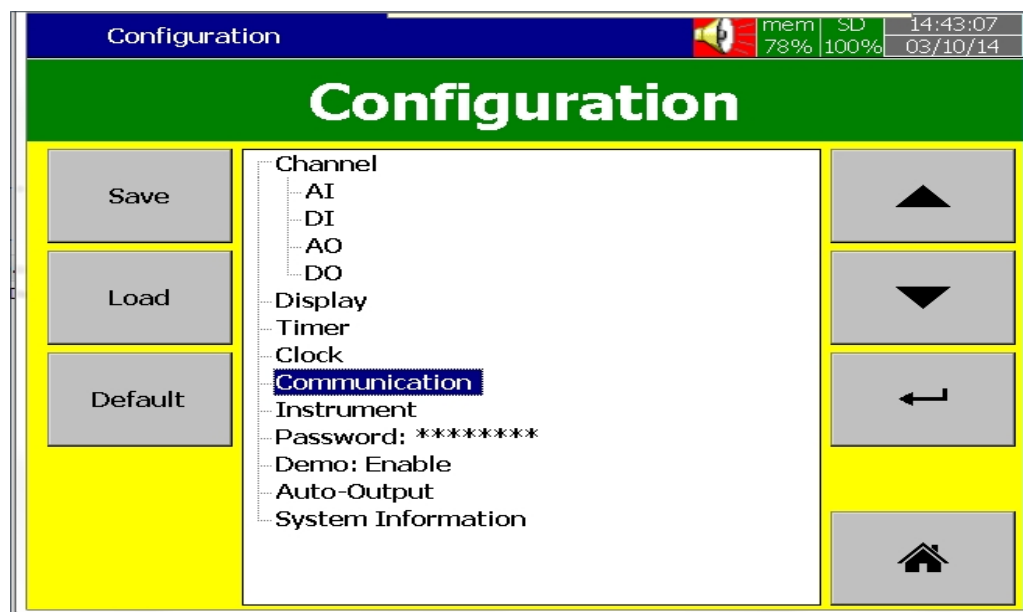 Configuration
mem SD 14:43:07
78% 100% 03/10/14
Configuration
Save
Load
Default
Channel
AI
DI
AO
DO
Display
Timer
Clock
Communication
Instrument
Password: ********
Demo: Enable
Auto-Output
System Information